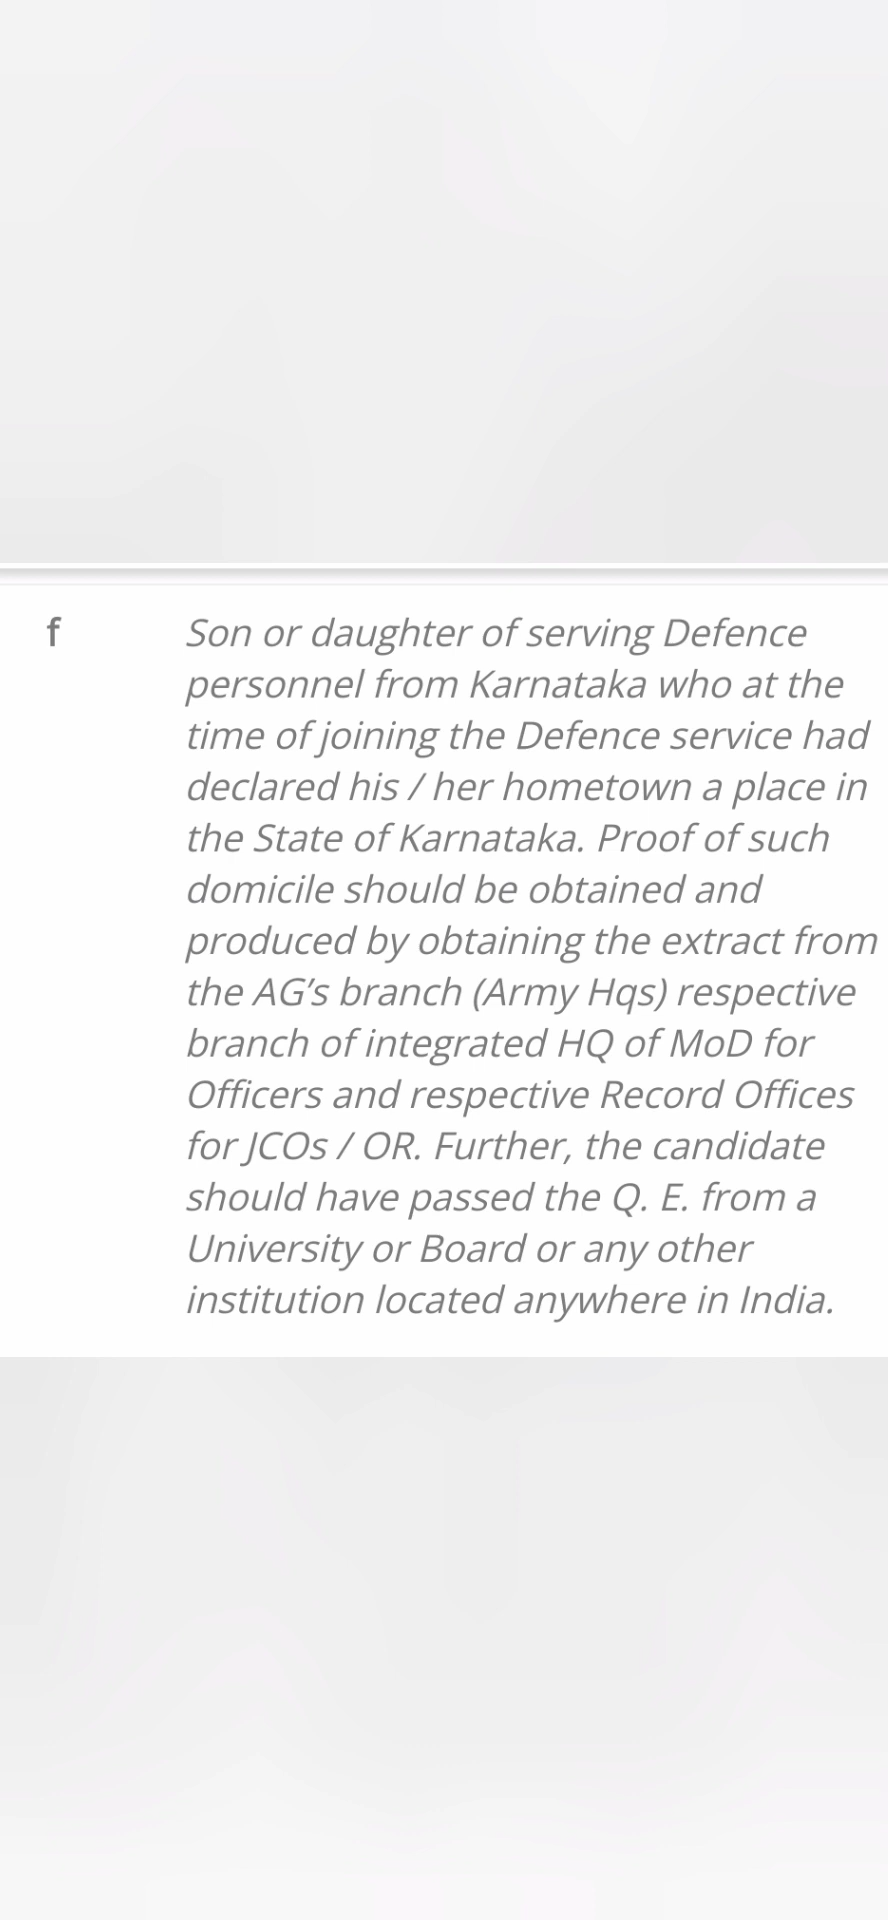 f
Son or daughter of serving Defence
personnel from Karnataka who at the
time of joining the Defence service had
declared his / her hometown a place in
the State of Karnataka. Proof of such
domicile should be obtained and
produced by obtaining the extract from
the AG’s branch (Army Hqs) respective
branch of integrated HQ of MoD for
Officers and respective Record Offices
for JCOs / OR. Further, the candidate
should have passed the Q. E. from a
University or Board or any other
institution located anywhere in India.